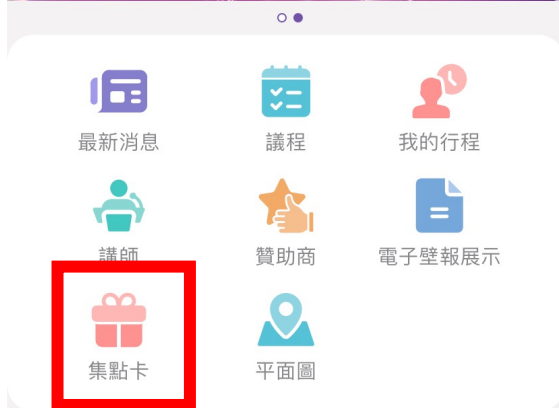 最新消息
議程
我的行程
講師
贊助商
電子壁報展示
集點卡
平面圖